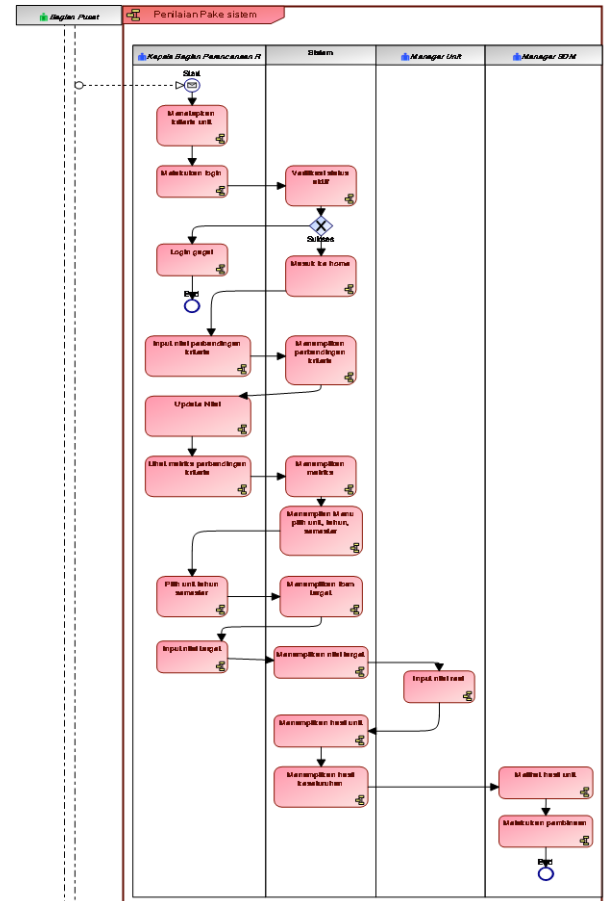 Bagian Pusat
Penilaian Pake sistem
Kepala Bagian Perencanaan R
Sistem
Manager Unit
Manager SDM
Start
Menetapkan
kriteria unit
Melakukan login
Verifikasi status
aktif
Sukses
Login gagal
Masuk ke home
End
Input nilai perbandingan
kriteria
Menampilkan
perbandingan
kriteria
Update Nilai
Lihat matriks perbandingan
kriteria
Menampilkan
matriks
Menampilan Menu
pilih unit, tahun,
semester
Pilih unit tahun
semester
Menampilkan form
target
Input nilai target
Menampilkan nilai target
Input nilai real
Menampilkan hasil unit
Menampilkan hasil
keseluruhan
Melihat hasil unit
Melakukan pembinaan
End